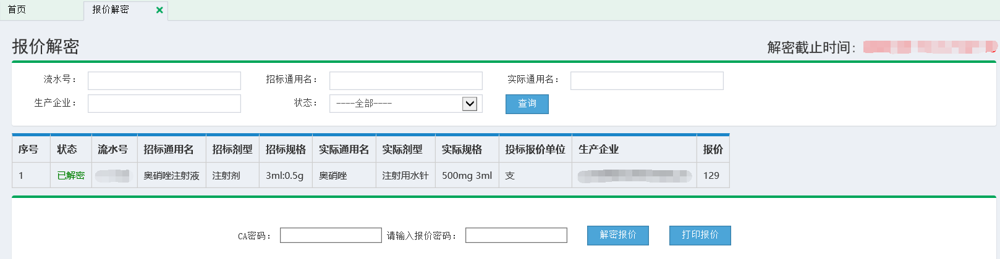 首页 报价解密
报价解密 解密截止时间：
流水号： 招标通用名： 实际通用名：
生产企业： 状态： ----全部---- 查询
序号 状态 流水号 招标通用名 招标剂型 招标规格 实际通用名 实际剂型 实际规格 投标报价单位 生产企业 报价
1 已解密 奥硝唑注射液 注射剂 3ml:0.5g 奥硝唑 注射用水针 500mg 3ml 支 129
CA密码： 请输入报价密码： 解密报价 打印报价